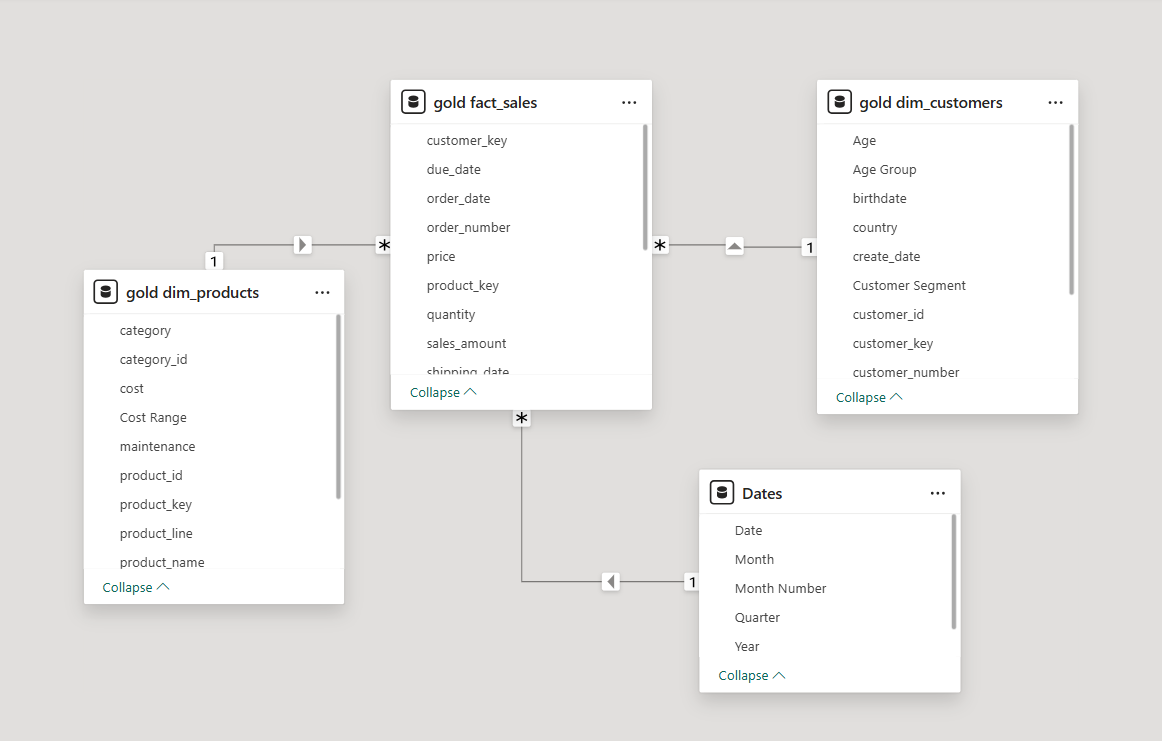 gold fact_sales
customer_key
due_date
order_date
order_number
price
product_key
quantity
sales_amount
shipping_date
Collapse
gold dim_customers
Age
Age Group
birthdate
country
create_date
Customer Segment
customer_id
customer_key
customer_number
Collapse
1
*
*
1
gold dim_products
category
category_id
cost
Cost Range
maintenance
product_id
product_key
product_line
product_name
Collapse
*
1
Dates
Date
Month
Month Number
Quarter
Year
Collapse